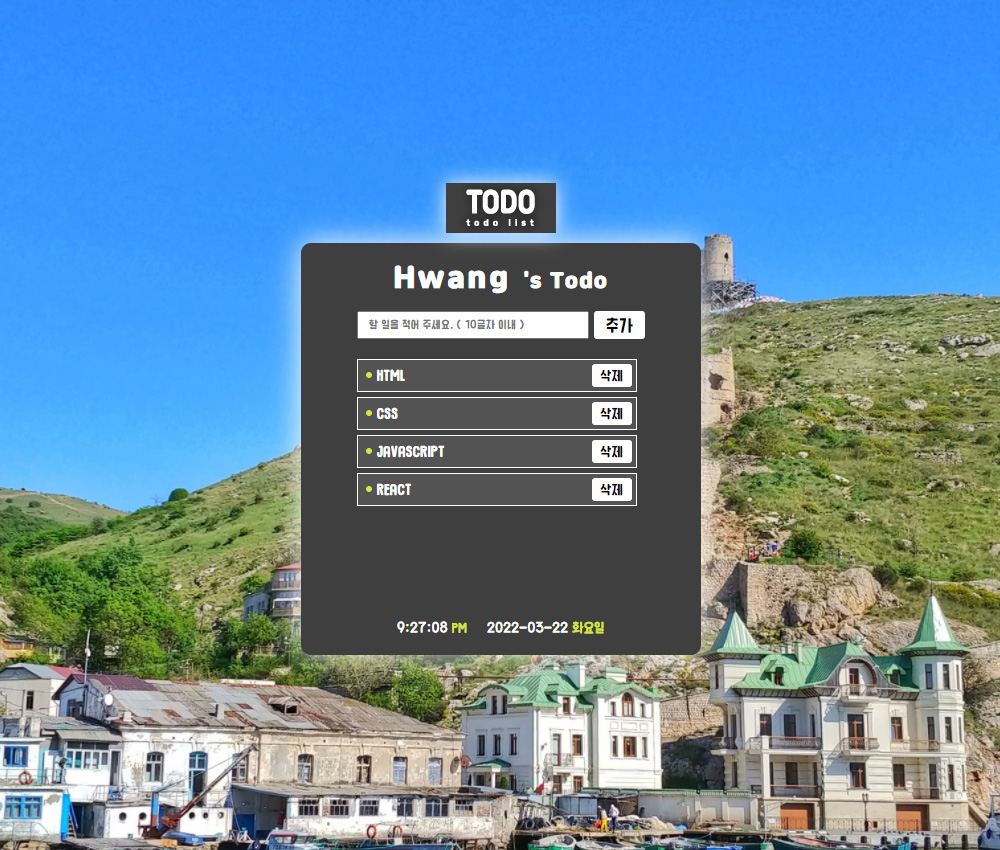 TODO
todo list
Hwang 's Todo
할 일을 적어 주세요. ( 10글자 이내 )
추가
HTML 삭제
CSS 삭제
JAVASCRIPT 삭제
REACT 삭제
9:27:08 PM 2022-03-22 화요일